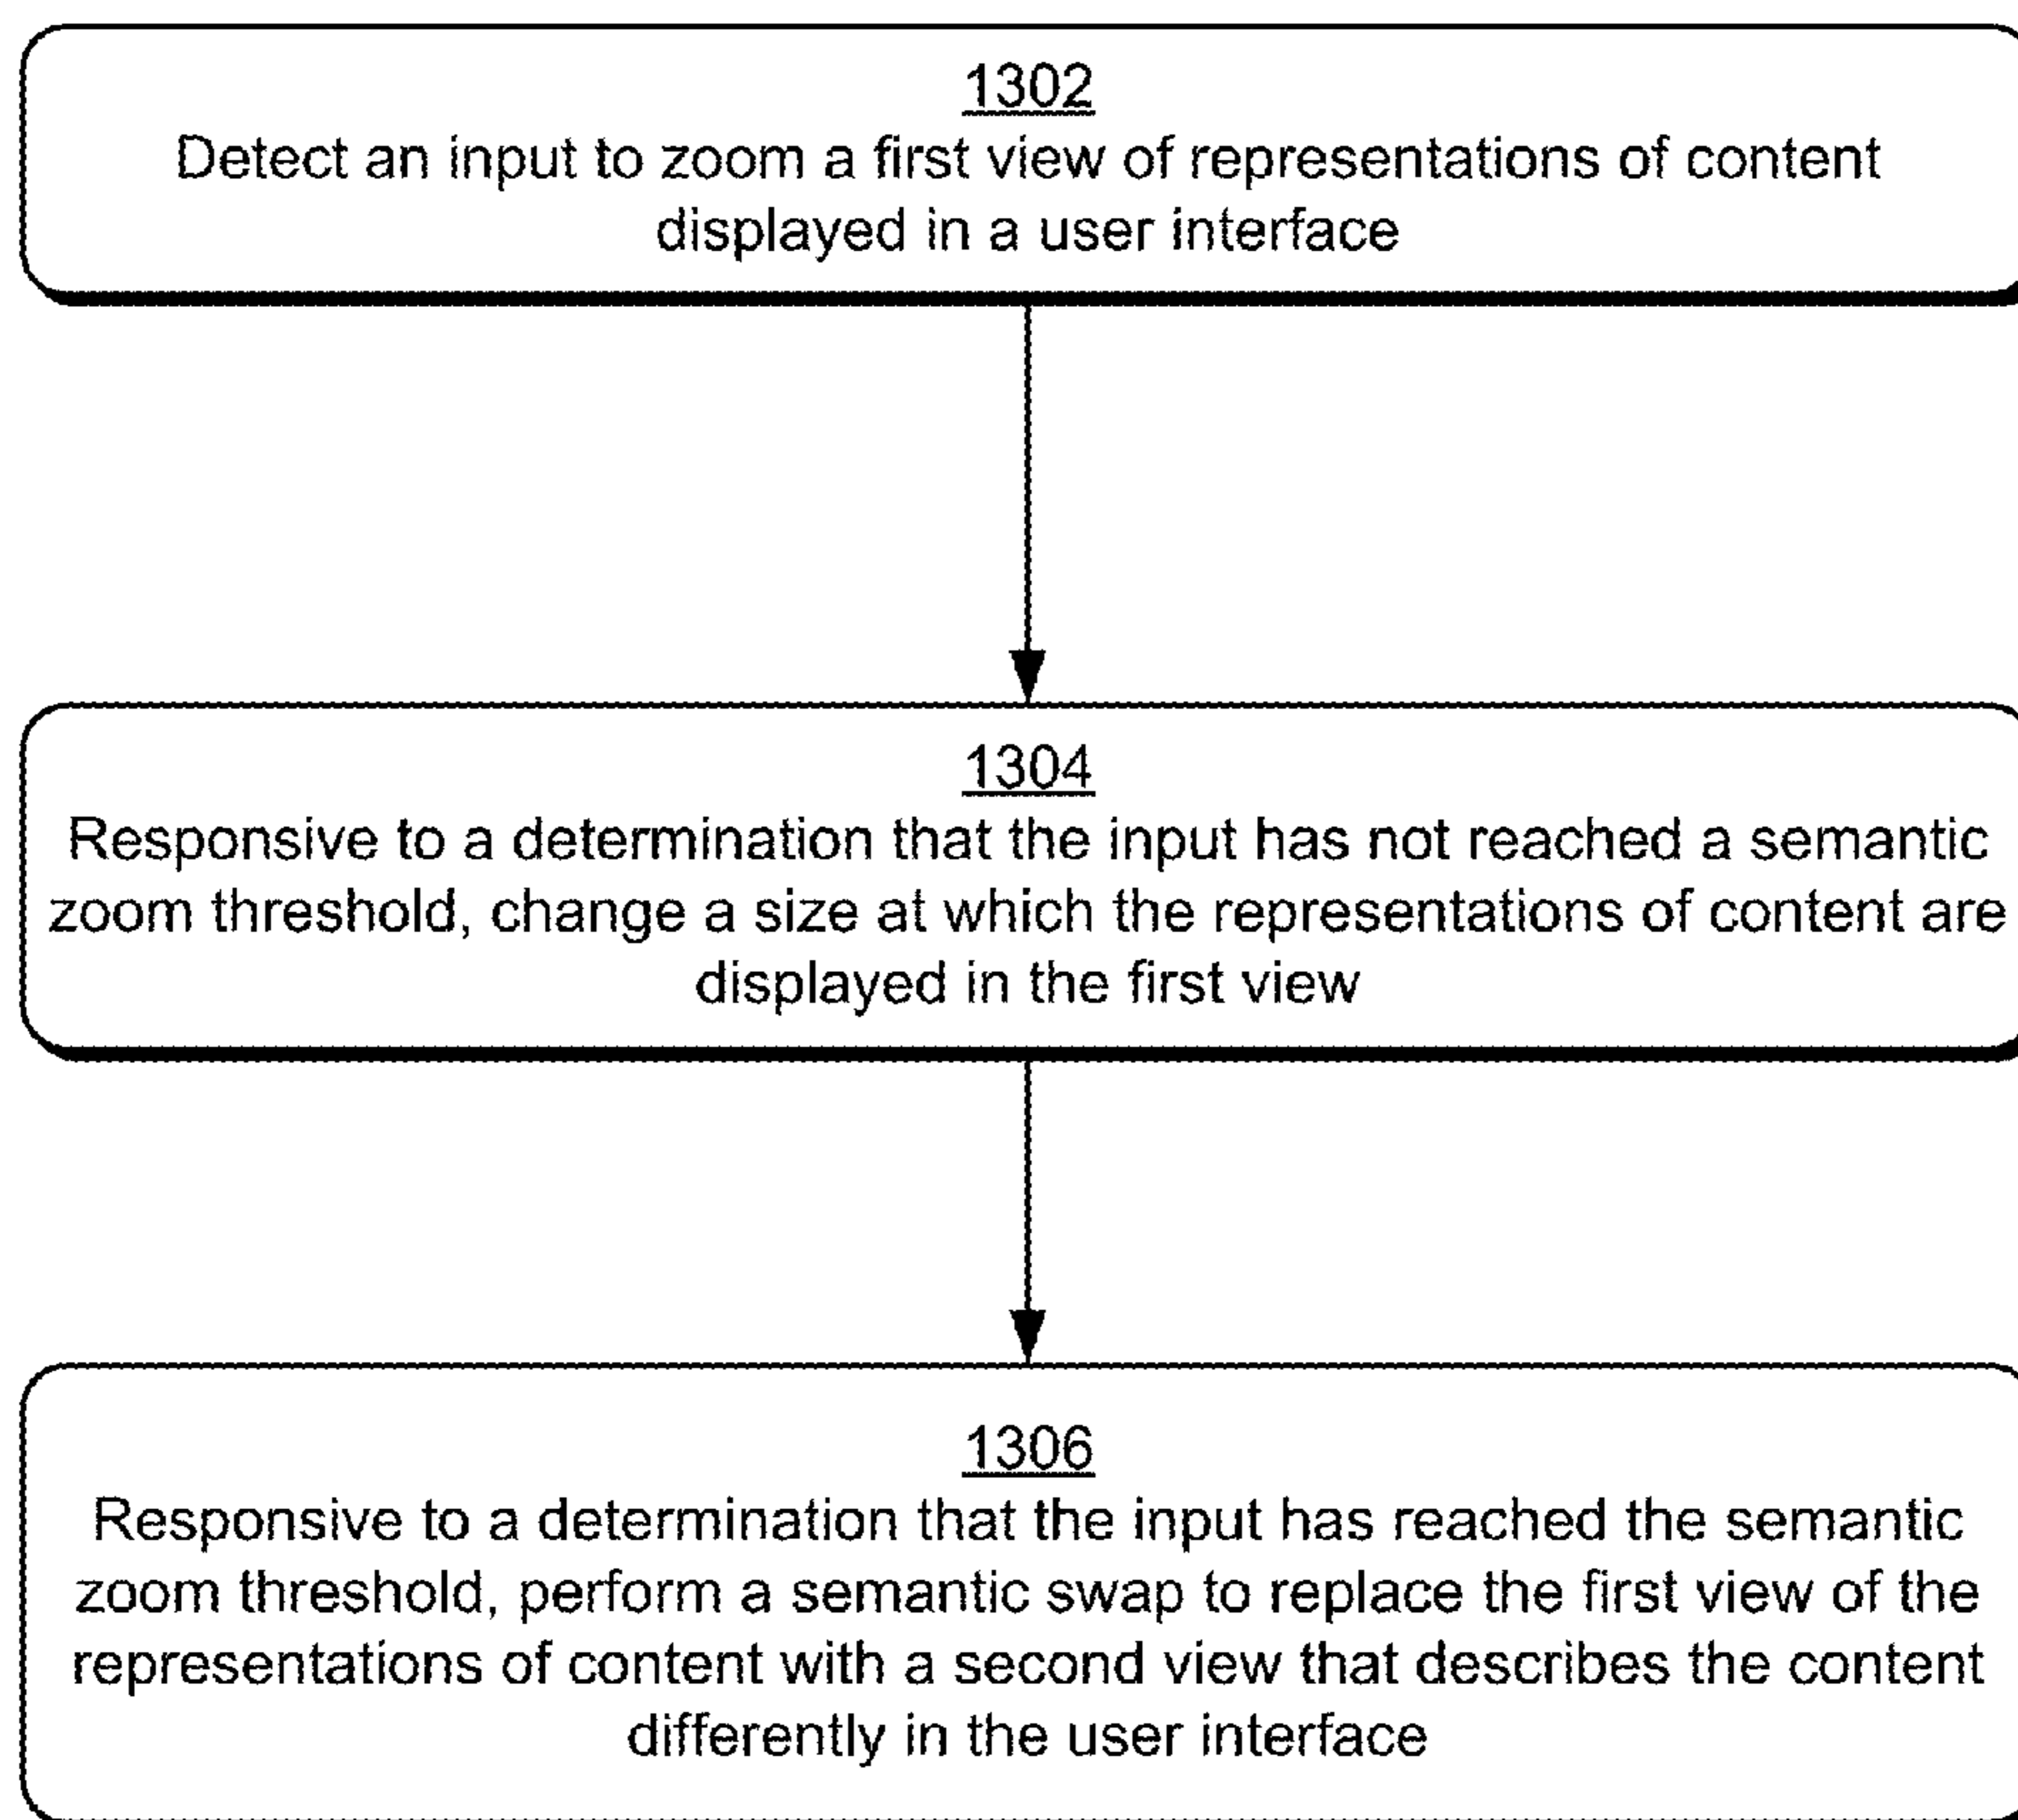 1302
Detect an input to zoom a first view of representations of content
displayed in a user interface
1304
Responsive to a determination that the input has not reached a semantic
zoom threshold, change a size at which the representations of content are
displayed in the first view
1306
Responsive to a determination that the input has reached the semantic
zoom threshold, perform a semantic swap to replace the first view of the
representations of content with a second view that describes the content
differently in the user interface